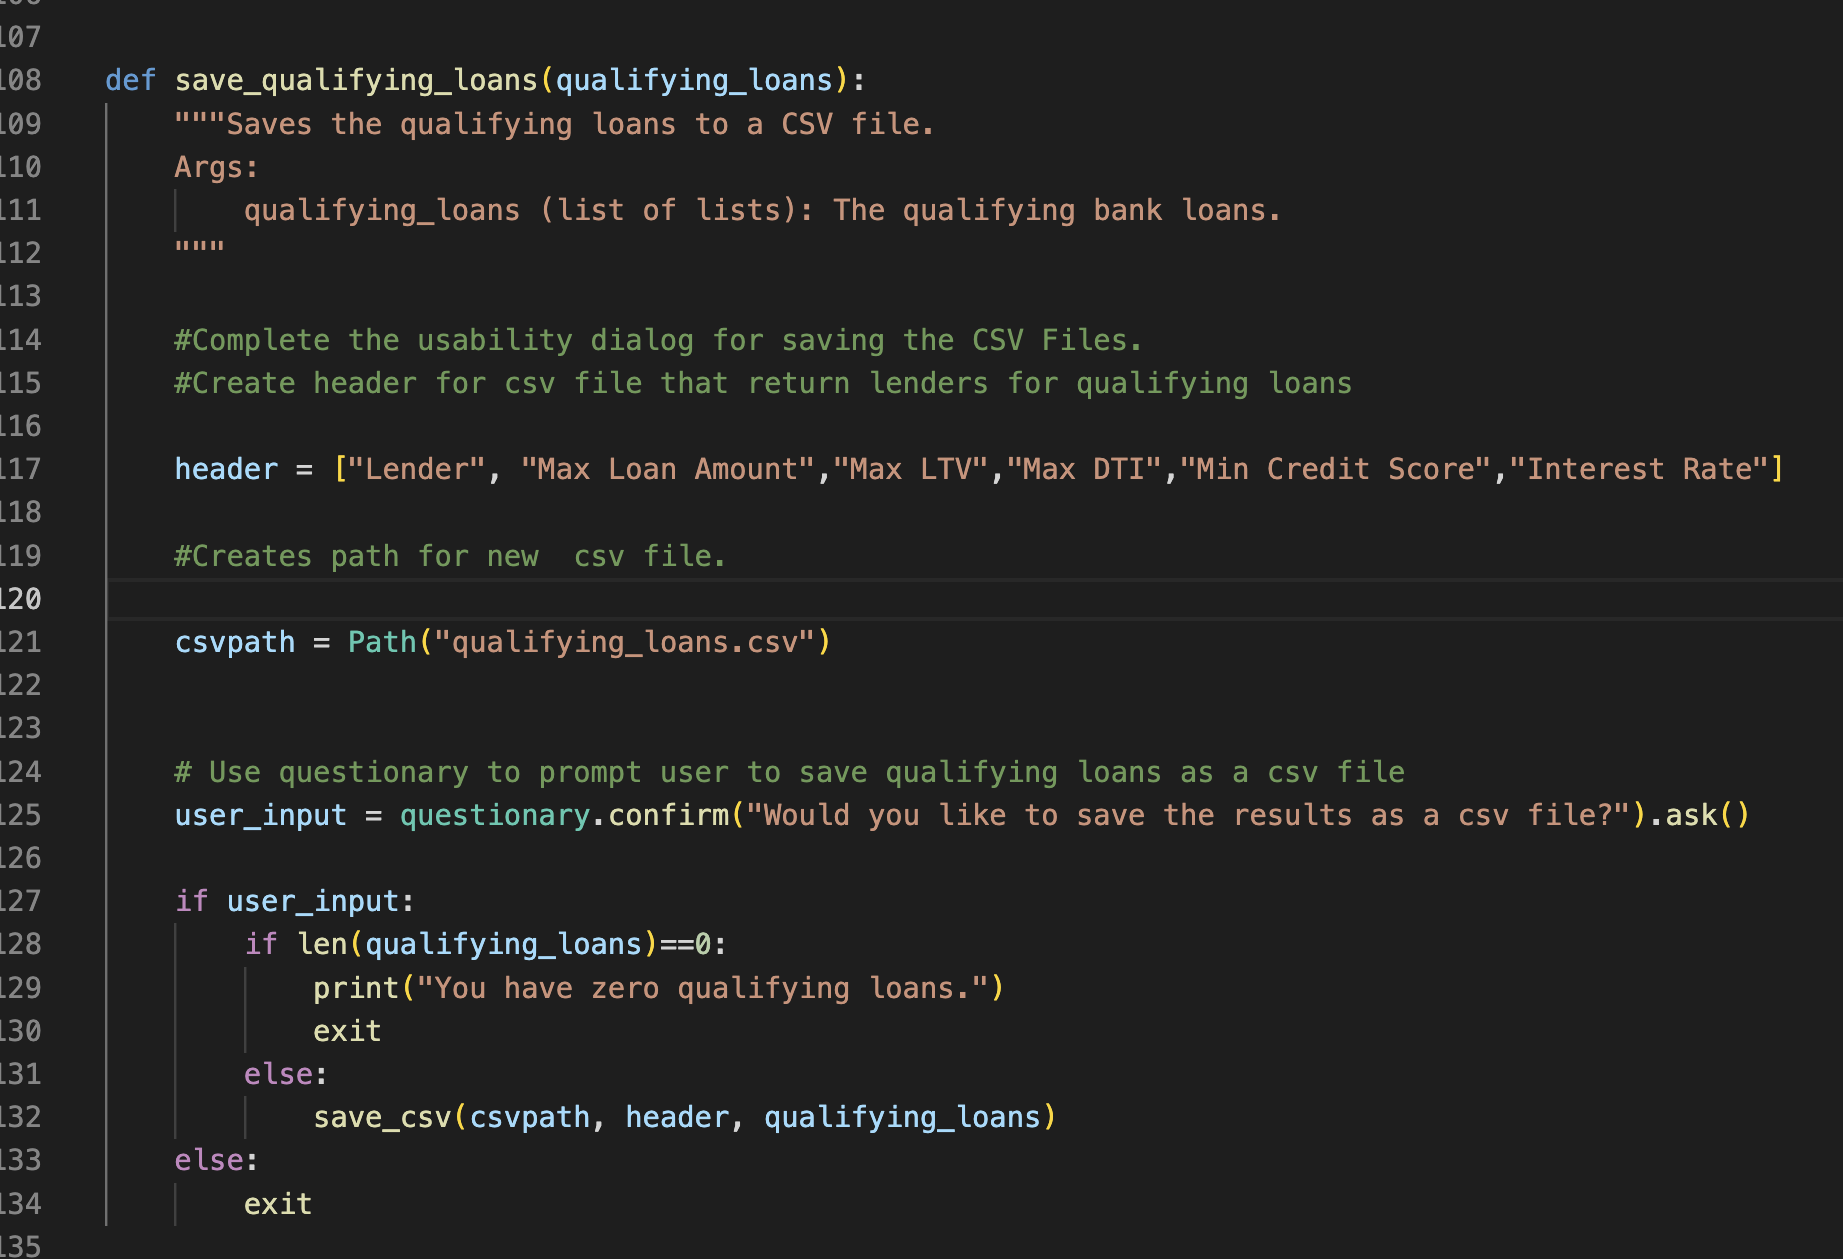 107
108 def save_qualifying_loans(qualifying_loans):
109 """Saves the qualifying loans to a CSV file.
110 Args:
111 qualifying_loans (list of lists): The qualifying bank loans.
112 """
113
114 #Complete the usability dialog for saving the CSV Files.
115 #Create header for csv file that return lenders for qualifying loans
116
117 header = ["Lender", "Max Loan Amount","Max LTV","Max DTI","Min Credit Score","Interest Rate"]
118
119 #Creates path for new  csv file.
120
121 csvpath = Path("qualifying_loans.csv")
122
123
124 # Use questionary to prompt user to save qualifying loans as a csv file
125 user_input = questionary.confirm("Would you like to save the results as a csv file?").ask()
126
127 if user_input:
128 if len(qualifying_loans)==0:
129 print("You have zero qualifying loans.")
130 exit
131 else:
132 save_csv(csvpath, header, qualifying_loans)
133 else:
134 exit
135